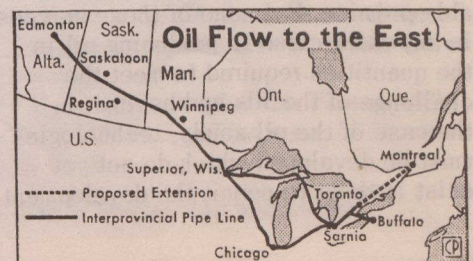 Oil Flow to the East
Edmonton
Sask.
Alta.
Saskatoon
Man.
Regina
Winnipeg
Ont.
Que.
U.S.
Superior, Wis.
Montreal
Proposed Extension
Toronto
Interprovincial Pipe Line
Buffalo
Sarnia
Chicago
CP